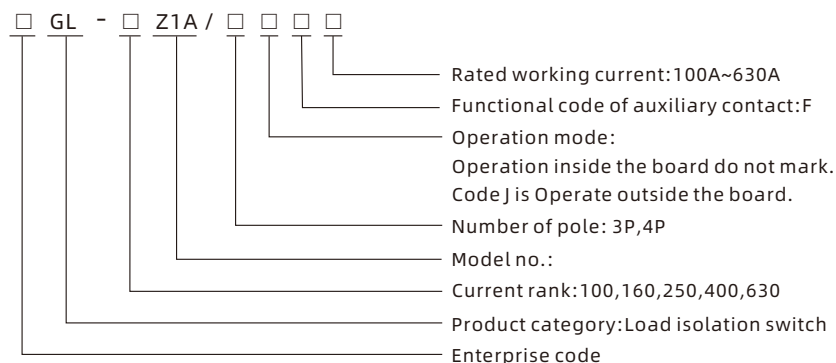 □ GL - □ Z1A / □ □ □ □
Rated working current:100A~630A
Functional code of auxiliary contact:F
Operation mode:
Operation inside the board do not mark.
Code J is Operate outside the board.
Number of pole: 3P,4P
Model no.:
Current rank:100,160,250,400,630
Product category:Load isolation switch
Enterprise code